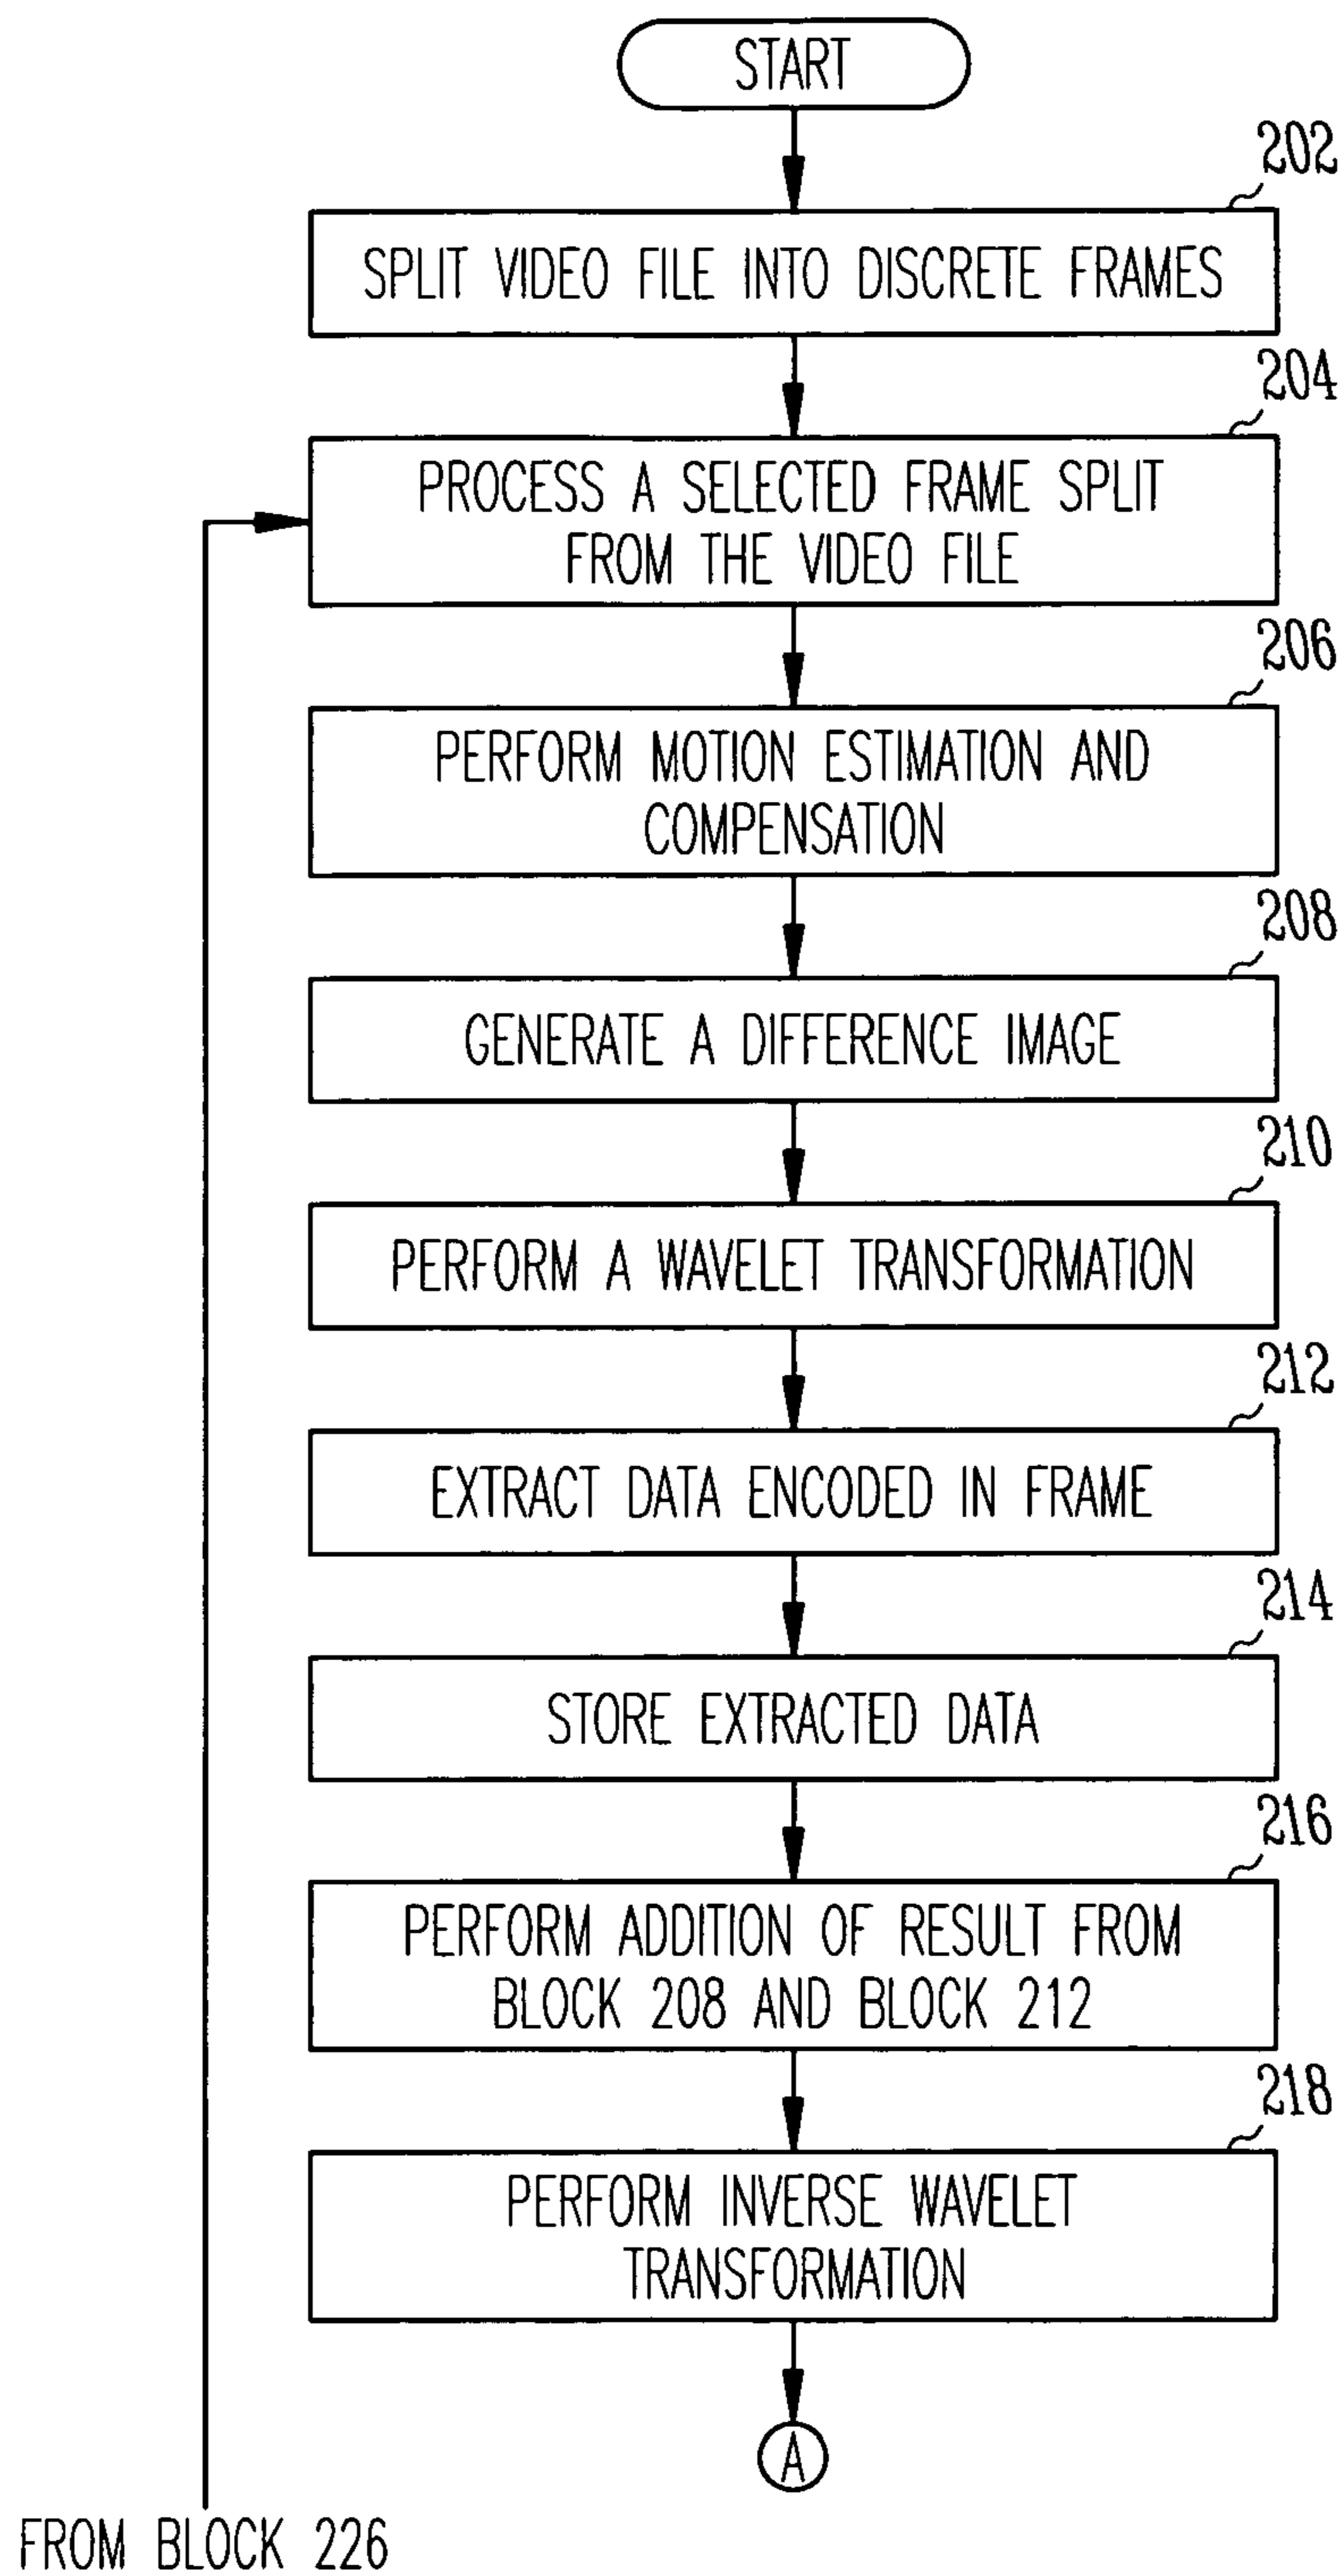 START
202
SPLIT VIDEO FILE INTO DISCRETE FRAMES
204
PROCESS A SELECTED FRAME SPLIT
FROM THE VIDEO FILE
206
PERFORM MOTION ESTIMATION AND
COMPENSATION
208
GENERATE A DIFFERENCE IMAGE
210
PERFORM A WAVELET TRANSFORMATION
212
EXTRACT DATA ENCODED IN FRAME
214
STORE EXTRACTED DATA
216
PERFORM ADDITION OF RESULT FROM
BLOCK 208 AND BLOCK 212
218
PERFORM INVERSE WAVELET
TRANSFORMATION
A
FROM BLOCK 226